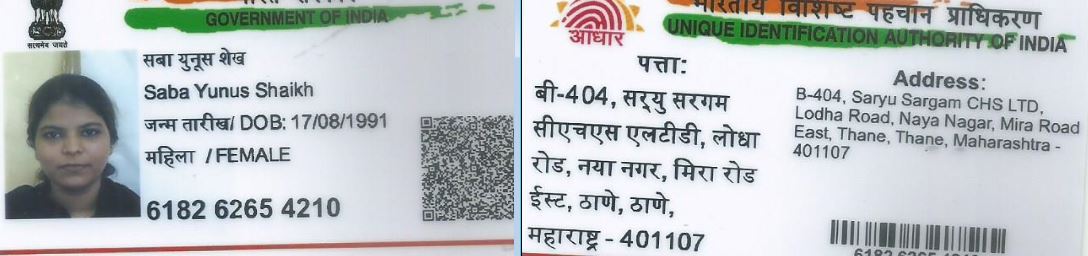 सत्यमेव जयते
GOVERNMENT OF INDIA
सबा युनूस शेख
Saba Yunus Shaikh
जन्म तारीख/ DOB: 17/08/1991
महिला / FEMALE
6182 6265 4210
आधार
भारतीय विशिष्ट पहचान प्राधिकरण
UNIQUE IDENTIFICATION AUTHORITY OF INDIA
पत्ता:
बी-404, सरयु सरगम
सीएचएस एलटीडी, लोधा
रोड, नया नगर, मिरा रोड
ईस्ट, ठाणे, ठाणे,
महाराष्ट्र - 401107
Address:
B-404, Saryu Sargam CHS LTD,
Lodha Road, Naya Nagar, Mira Road
East, Thane, Thane, Maharashtra -
401107